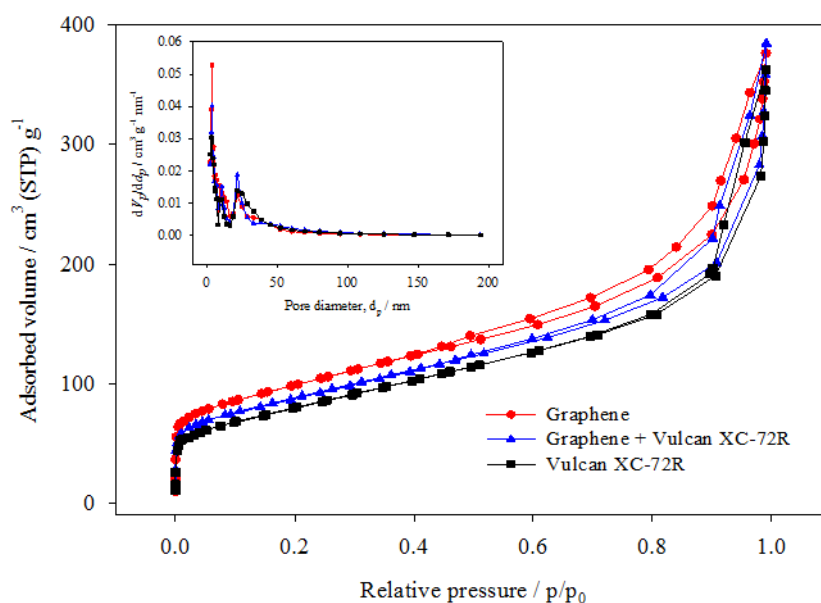 400
300
200
100
0
Adsorbed volume / cm³ (STP) g⁻¹
0.06
0.05
0.04
0.03
0.02
0.01
0.00
dVₚ/ddₚ / cm³ g⁻¹ nm⁻¹
0 50 100 150 200
Pore diameter, dₚ / nm
Graphene
Graphene + Vulcan XC-72R
Vulcan XC-72R
0.0 0.2 0.4 0.6 0.8 1.0
Relative pressure / p/p₀